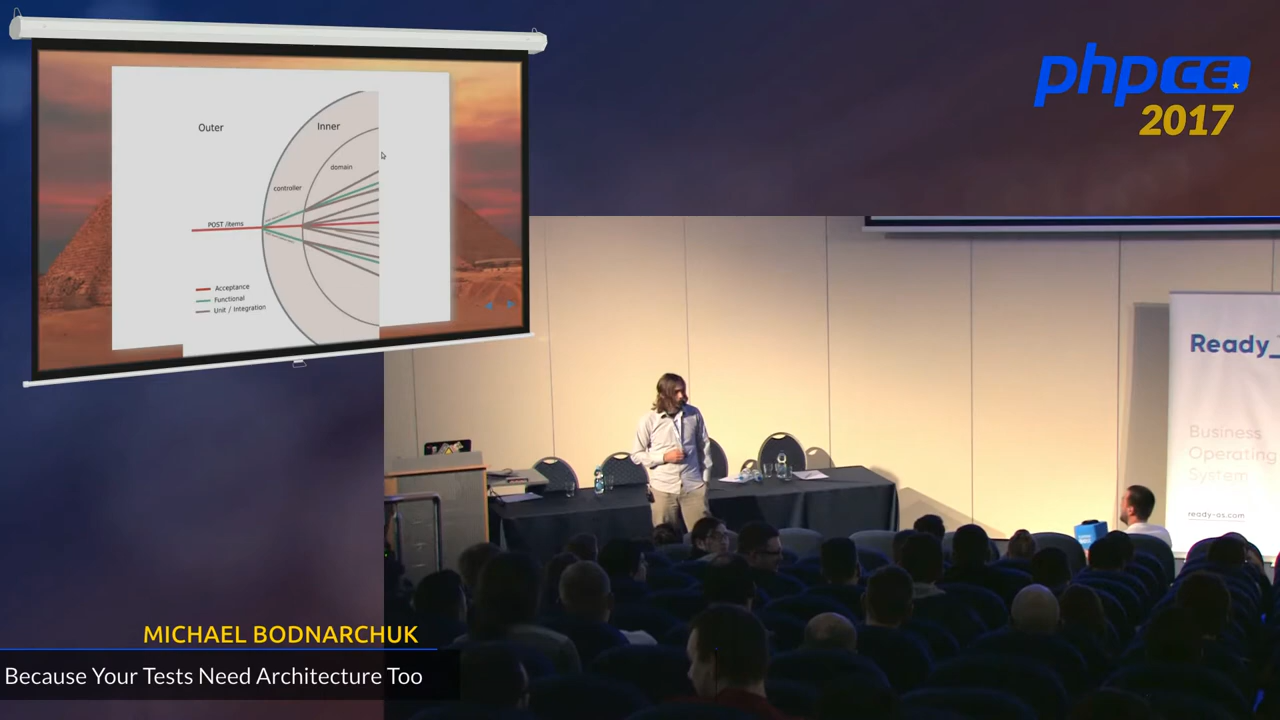 phpCE
2017
Outer
Inner
domain
controller
POST /items
Acceptance
Functional
Unit / Integration
Ready_
Business
Operating
System
ready-os.com
MICHAEL BODNARCHUK
Because Your Tests Need Architecture Too